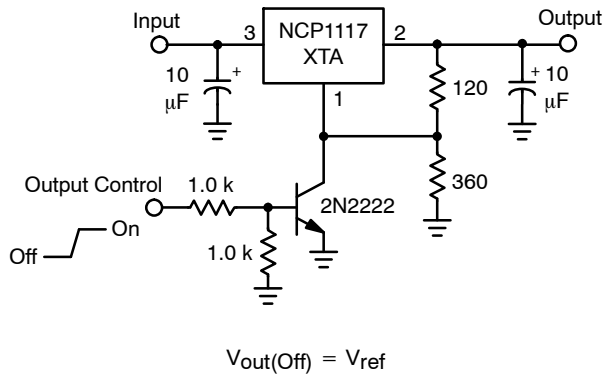 Input
Output
3
NCP1117
XTA
2
10
µF
+
1
120
+ 10
µF
360
Output Control
1.0 k
2N2222
On
Off
1.0 k
Vout(Off) = Vref